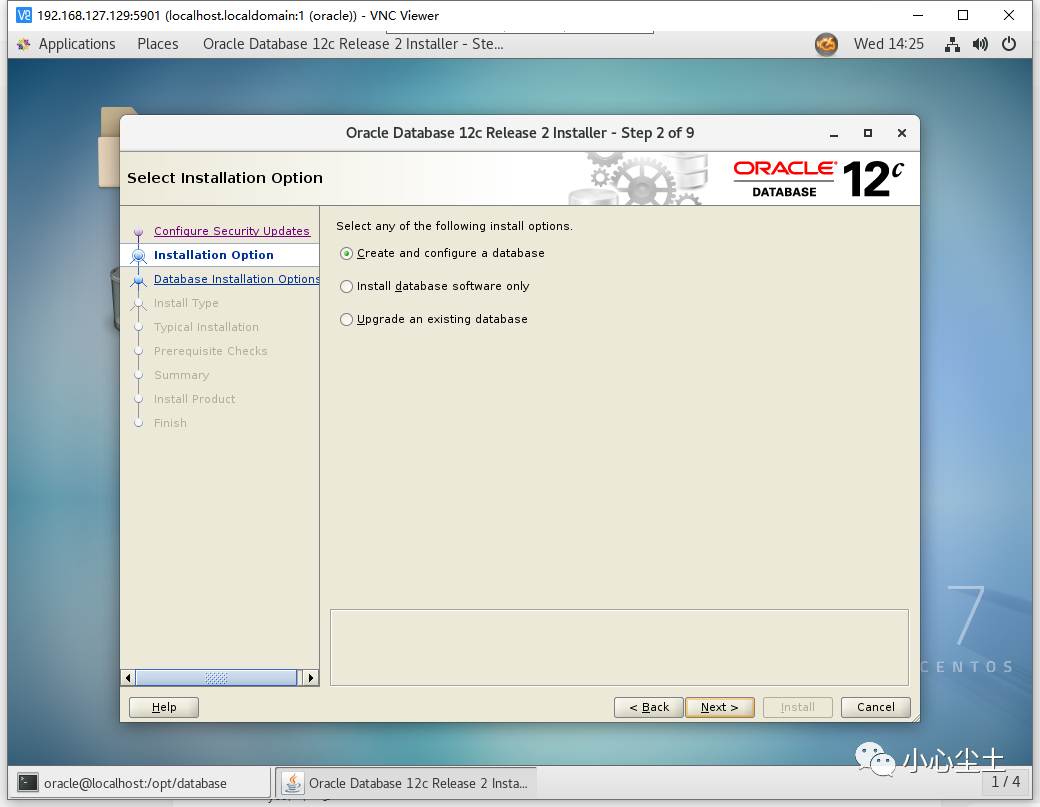 192.168.127.129:5901 (localhost.localdomain:1 (oracle)) - VNC Viewer
Applications Places Oracle Database 12c Release 2 Installer - Ste... Wed 14:25
Oracle Database 12c Release 2 Installer - Step 2 of 9
Select Installation Option
ORACLE
DATABASE
12c
Configure Security Updates
Installation Option
Database Installation Options
Install Type
Typical Installation
Prerequisite Checks
Summary
Install Product
Finish
Select any of the following install options.
Create and configure a database
Install database software only
Upgrade an existing database
Help
< Back
Next >
Install
Cancel
7
CENTOS
小心尘土
oracle@localhost:/opt/database
Oracle Database 12c Release 2 Insta...
1 / 4